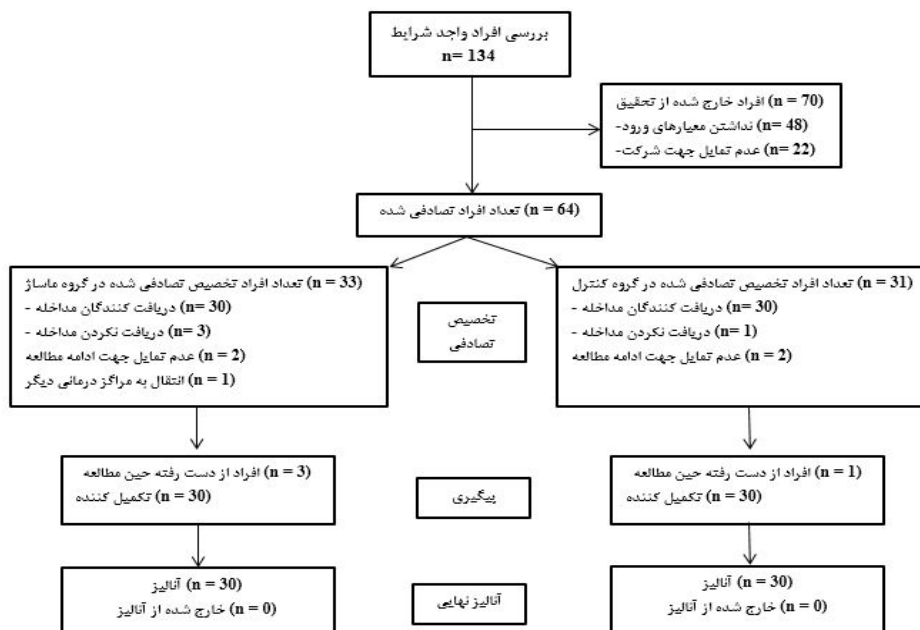 بررسی افراد واجد شرایط
n= 134
افراد خارج شده از تحقیق (n = 70)
-نداشتن معیارهای ورود (n= 48)
-عدم تمایل جهت شرکت (n= 22)
تعداد افراد تصادفی شده (n = 64)
تعداد افراد تخصیص تصادفی شده در گروه کنترل (n = 31)
- دریافت کنندگان مداخله (n= 30)
- دریافت نکردن مداخله (n= 1)
عدم تمایل جهت ادامه مطالعه (n = 2)
تخصیص
تصادفی
تعداد افراد تخصیص تصادفی شده در گروه ماساژ (n = 33)
- دریافت کنندگان مداخله (n= 30)
- دریافت نکردن مداخله (n= 3)
عدم تمایل جهت ادامه مطالعه (n = 2)
انتقال به مراگز درمانی دیگر (n = 1)
افراد از دست رفته حین مطالعه (n = 1)
تکمیل کننده (n = 30)
پیگیری
افراد از دست رفته حین مطالعه (n = 3)
تکمیل کننده (n = 30)
آنالیز (n = 30)
خارج شده از آنالیز (n = 0)
آنالیز نهایی
آنالیز (n = 30)
خارج شده از آنالیز (n = 0)